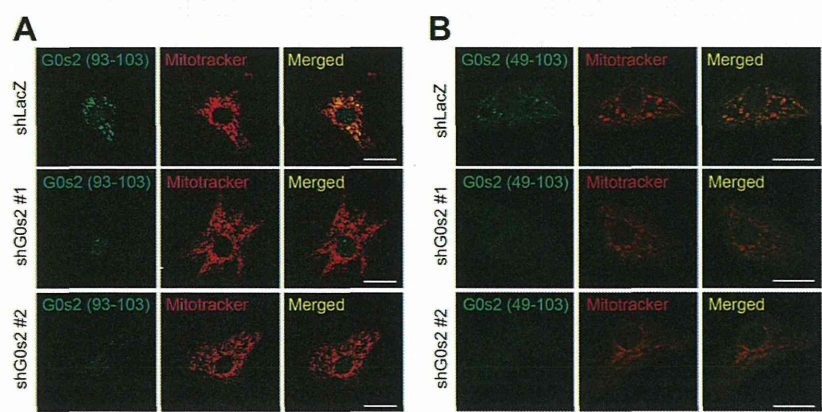 A
B
G0s2 (93-103) Mitotracker Merged
G0s2 (49-103) Mitotracker Merged
shLacZ
shLacZ
G0s2 (93-103) Mitotracker Merged
G0s2 (49-103) Mitotracker Merged
shG0s2 #1
shG0s2 #1
G0s2 (93-103) Mitotracker Merged
G0s2 (49-103) Mitotracker Merged
shG0s2 #2
shG0s2 #2